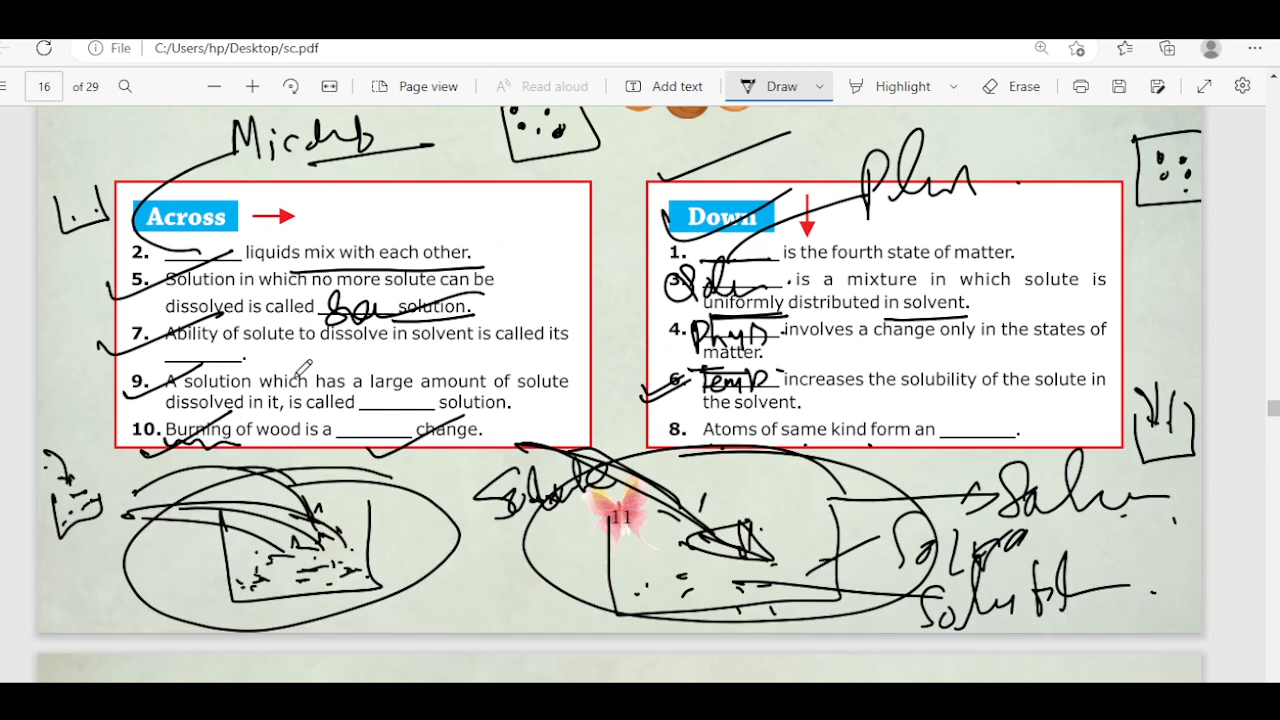 File C:/Users/hp/Desktop/sc.pdf
16 of 29 Page view Read aloud Add text Draw Highlight Erase
Across
2. ________ liquids mix with each other.
5. Solution in which no more solute can be
dissolved is called ________ solution.
7. Ability of solute to dissolve in solvent is called its
________.
9. A solution which has a large amount of solute
dissolved in it, is called ________ solution.
10. Burning of wood is a ________ change.
Down
1. ________ is the fourth state of matter.
3. ________ is a mixture in which solute is
uniformly distributed in solvent.
4. Phys involves a change only in the states of
matter.
6. Temp increases the solubility of the solute in
the solvent.
8. Atoms of same kind form an ________.
Solute
11